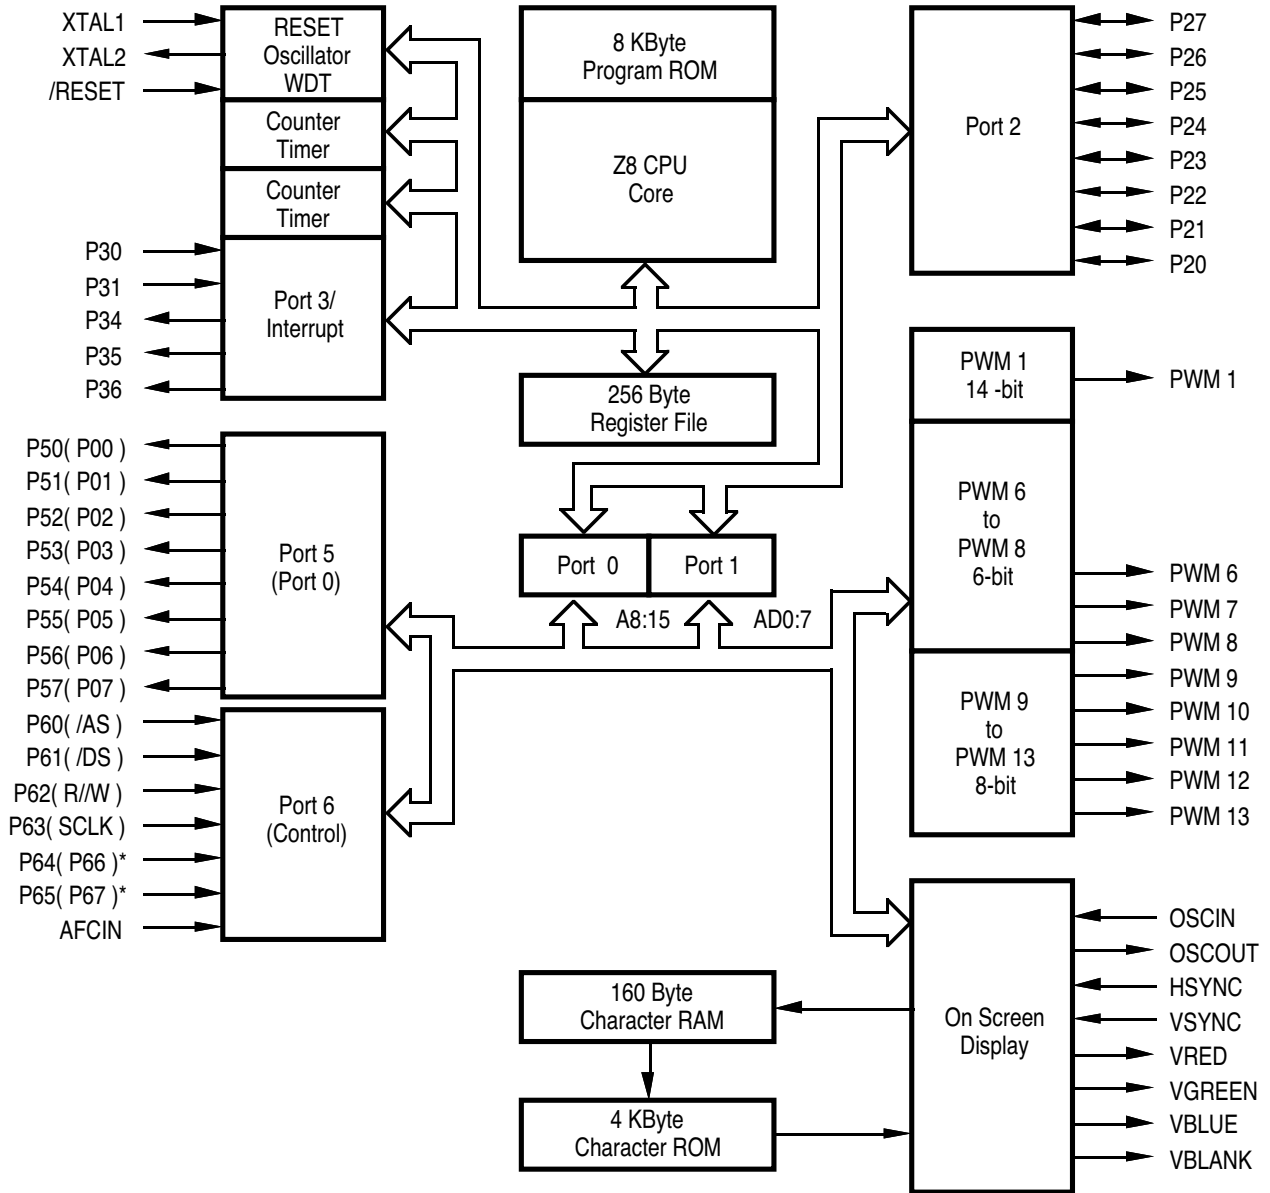 XTAL1
XTAL2
/RESET
RESET
Oscillator
WDT
Counter
Timer
Counter
Timer
P30
P31
P34
P35
P36
Port 3/
Interrupt
8 KByte
Program ROM
Z8 CPU
Core
256 Byte
Register File
Port 2
P27
P26
P25
P24
P23
P22
P21
P20
PWM 1
14 -bit
PWM 1
PWM 6
to
PWM 8
6-bit
PWM 6
PWM 7
PWM 8
PWM 9
to
PWM 13
8-bit
PWM 9
PWM 10
PWM 11
PWM 12
PWM 13
P50( P00 )
P51( P01 )
P52( P02 )
P53( P03 )
P54( P04 )
P55( P05 )
P56( P06 )
P57( P07 )
Port 5
(Port 0)
Port 0
Port 1
A8:15
AD0:7
P60( /AS )
P61( /DS )
P62( R//W )
P63( SCLK )
P64( P66 )*
P65( P67 )*
AFCIN
Port 6
(Control)
160 Byte
Character RAM
4 KByte
Character ROM
On Screen
Display
OSCIN
OSCOUT
HSYNC
VSYNC
VRED
VGREEN
VBLUE
VBLANK